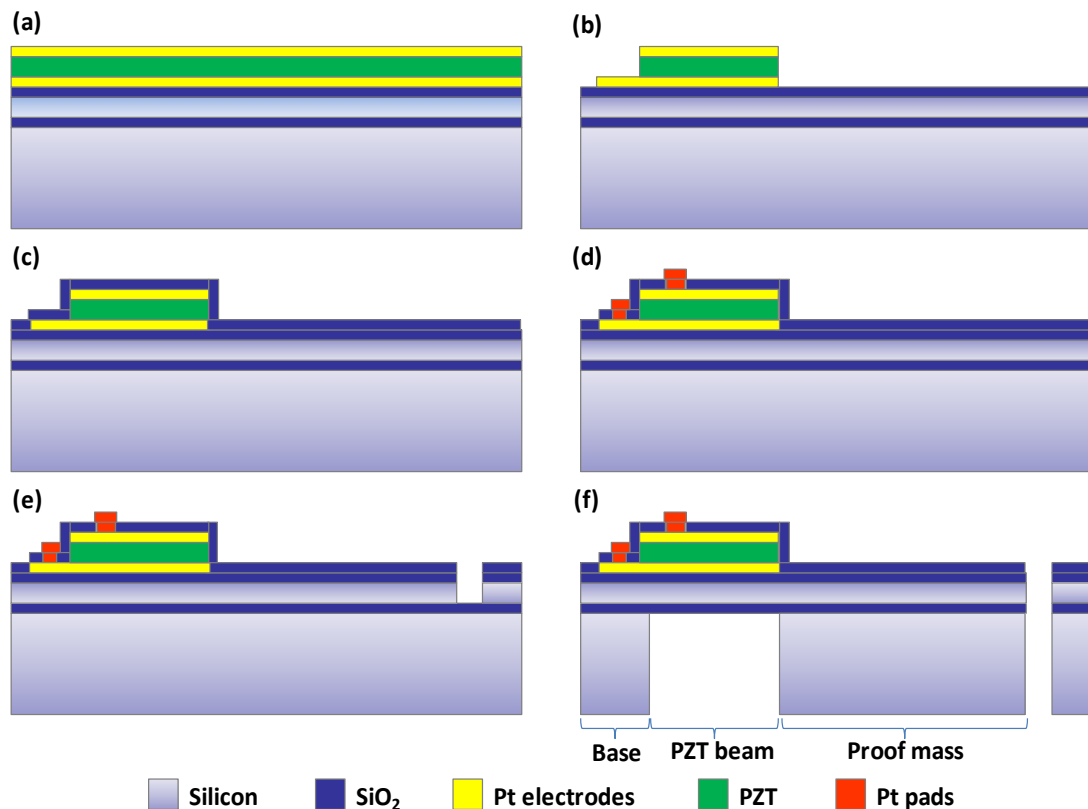 (a)
(b)
(c)
(d)
(e)
(f)
Base
PZT beam
Proof mass
Silicon
SiO₂
Pt electrodes
PZT
Pt pads